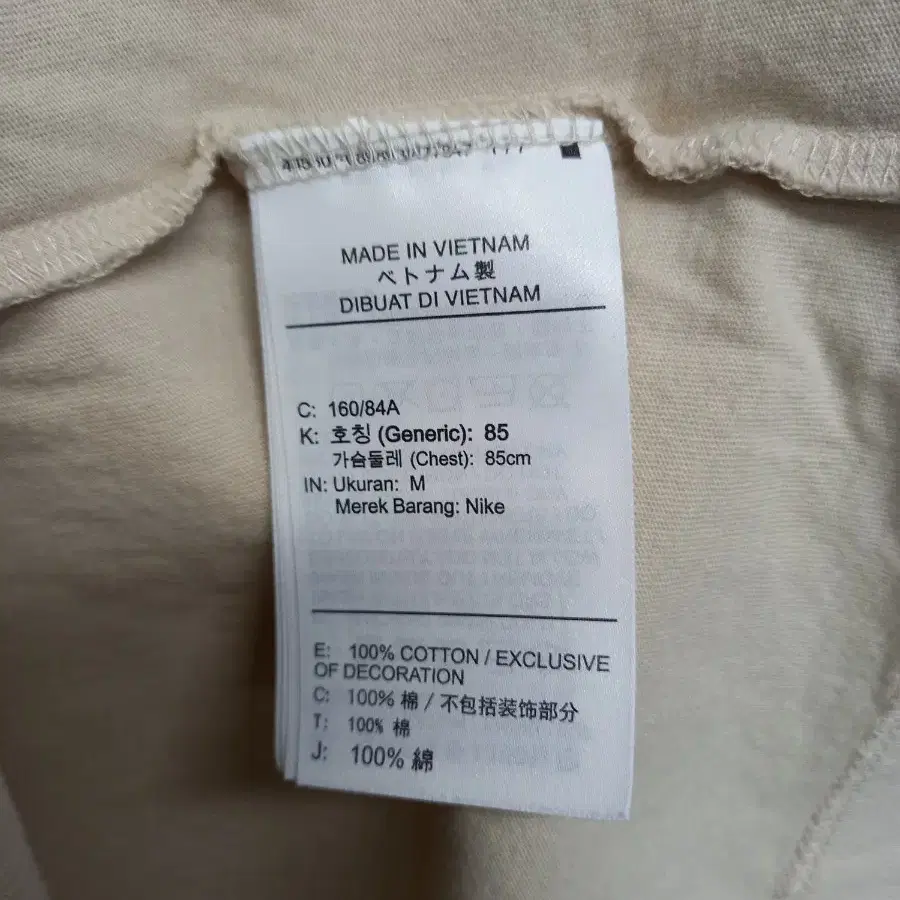 MADE IN VIETNAM
ベトナム製
DIBUAT DI VIETNAM
C: 160/84A
K: 호칭 (Generic): 85
가슴둘레 (Chest): 85cm
IN: Ukuran: M
Merek Barang: Nike
E: 100% COTTON / EXCLUSIVE
OF DECORATION
C: 100% 棉 / 不包括装饰部分
T: 100% 棉
J: 100% 綿